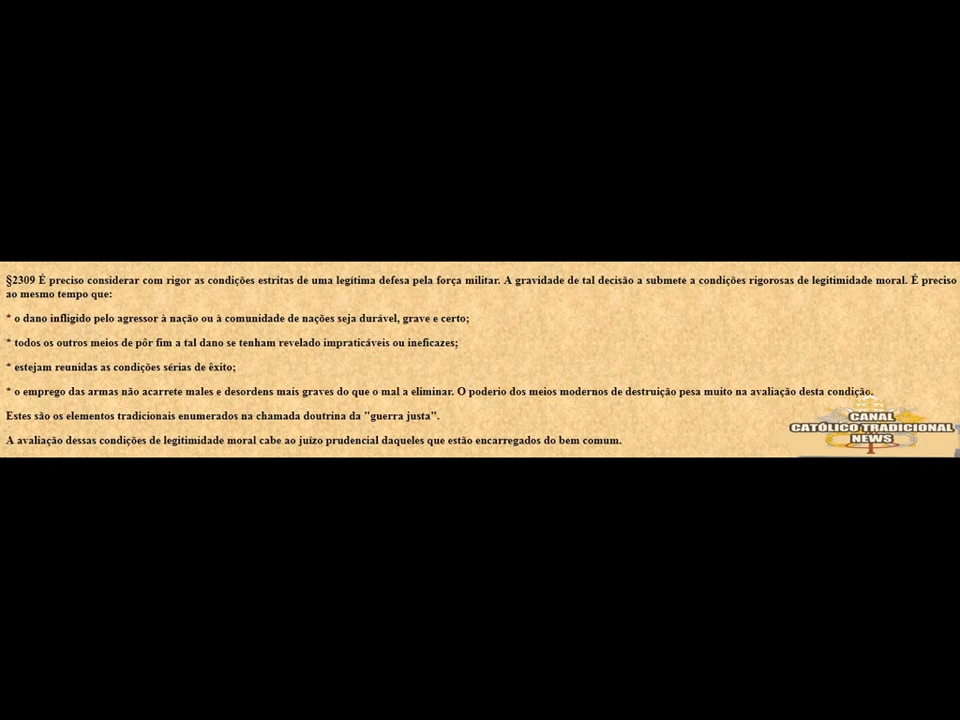 §2309 É preciso considerar com rigor as condições estritas de uma legítima defesa pela força militar. A gravidade de tal decisão a submete a condições rigorosas de legitimidade moral. É preciso
ao mesmo tempo que:
* o dano infligido pelo agressor à nação ou à comunidade de nações seja durável, grave e certo;
* todos os outros meios de pôr fim a tal dano se tenham revelado impraticáveis ou ineficazes;
* estejam reunidas as condições sérias de êxito;
* o emprego das armas não acarrete males e desordens mais graves do que o mal a eliminar. O poderio dos meios modernos de destruição pesa muito na avaliação desta condição.
Estes são os elementos tradicionais enumerados na chamada doutrina da "guerra justa".
A avaliação dessas condições de legitimidade moral cabe ao juízo prudencial daqueles que estão encarregados do bem comum.
CANAL
CATÓLICO TRADICIONAL
NEWS